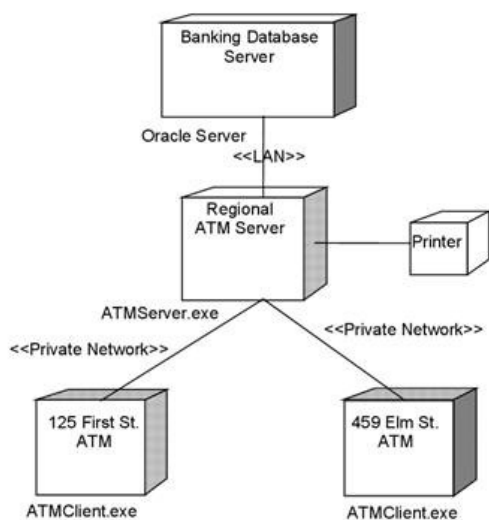 Banking Database
Server
Oracle Server
<<LAN>>
Regional
ATM Server
Printer
ATMServer.exe
<<Private Network>>
<<Private Network>>
125 First St.
ATM
459 Elm St.
ATM
ATMClient.exe
ATMClient.exe